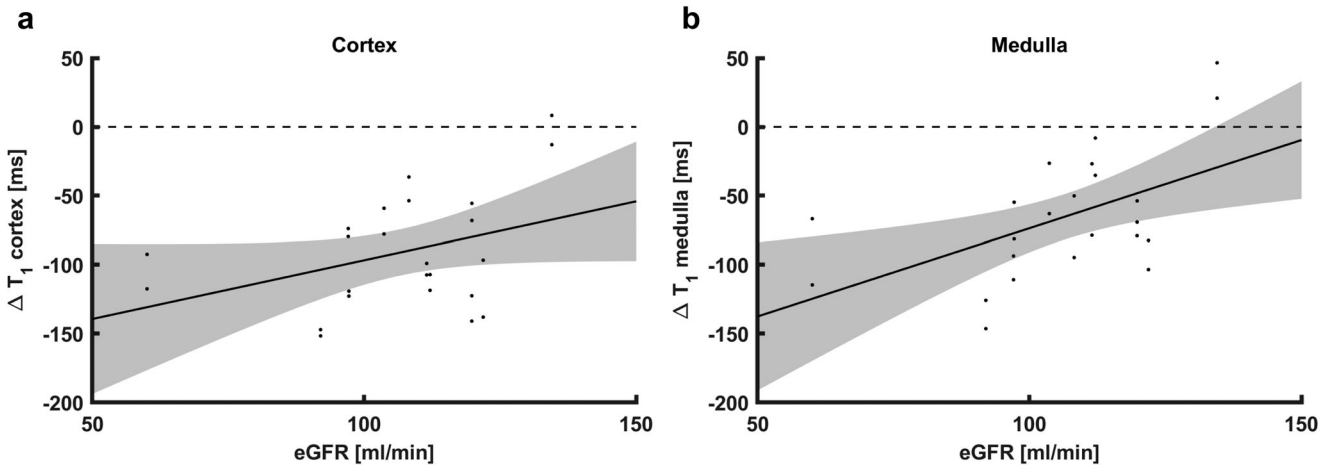 a
Cortex
50
0
-50
-100
-150
-200
Δ T1 cortex [ms]
50
100
150
eGFR [ml/min]
b
Medulla
50
0
-50
-100
-150
-200
Δ T1 medulla [ms]
50
100
150
eGFR [ml/min]